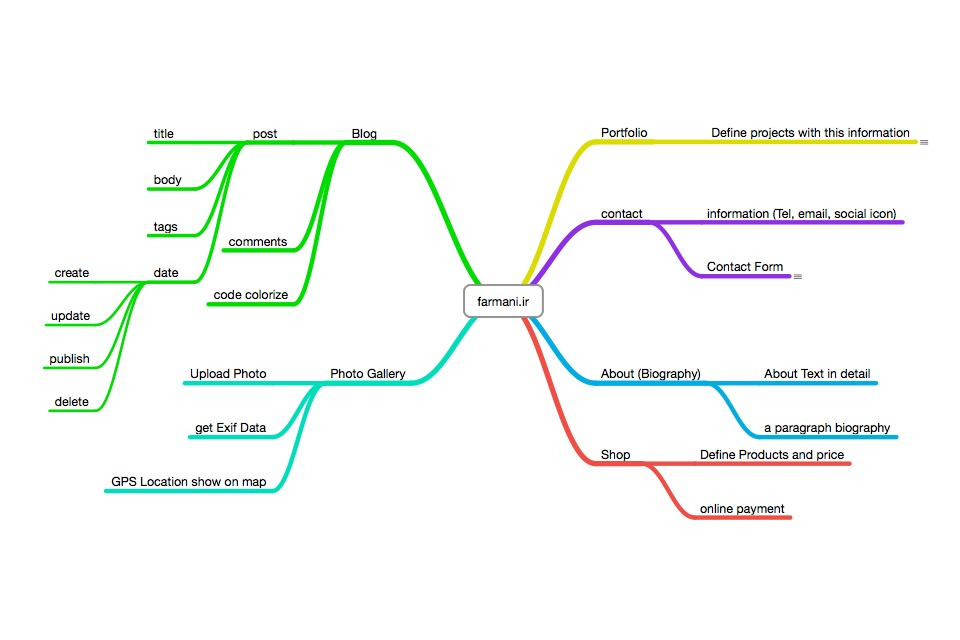 title
post
Blog
body
tags
comments
create
date
code colorize
update
publish
delete
Upload Photo
Photo Gallery
get Exif Data
GPS Location show on map
farmani.ir
Portfolio
Define projects with this information
contact
information (Tel, email, social icon)
Contact Form
About (Biography)
About Text in detail
a paragraph biography
Shop
Define Products and price
online payment